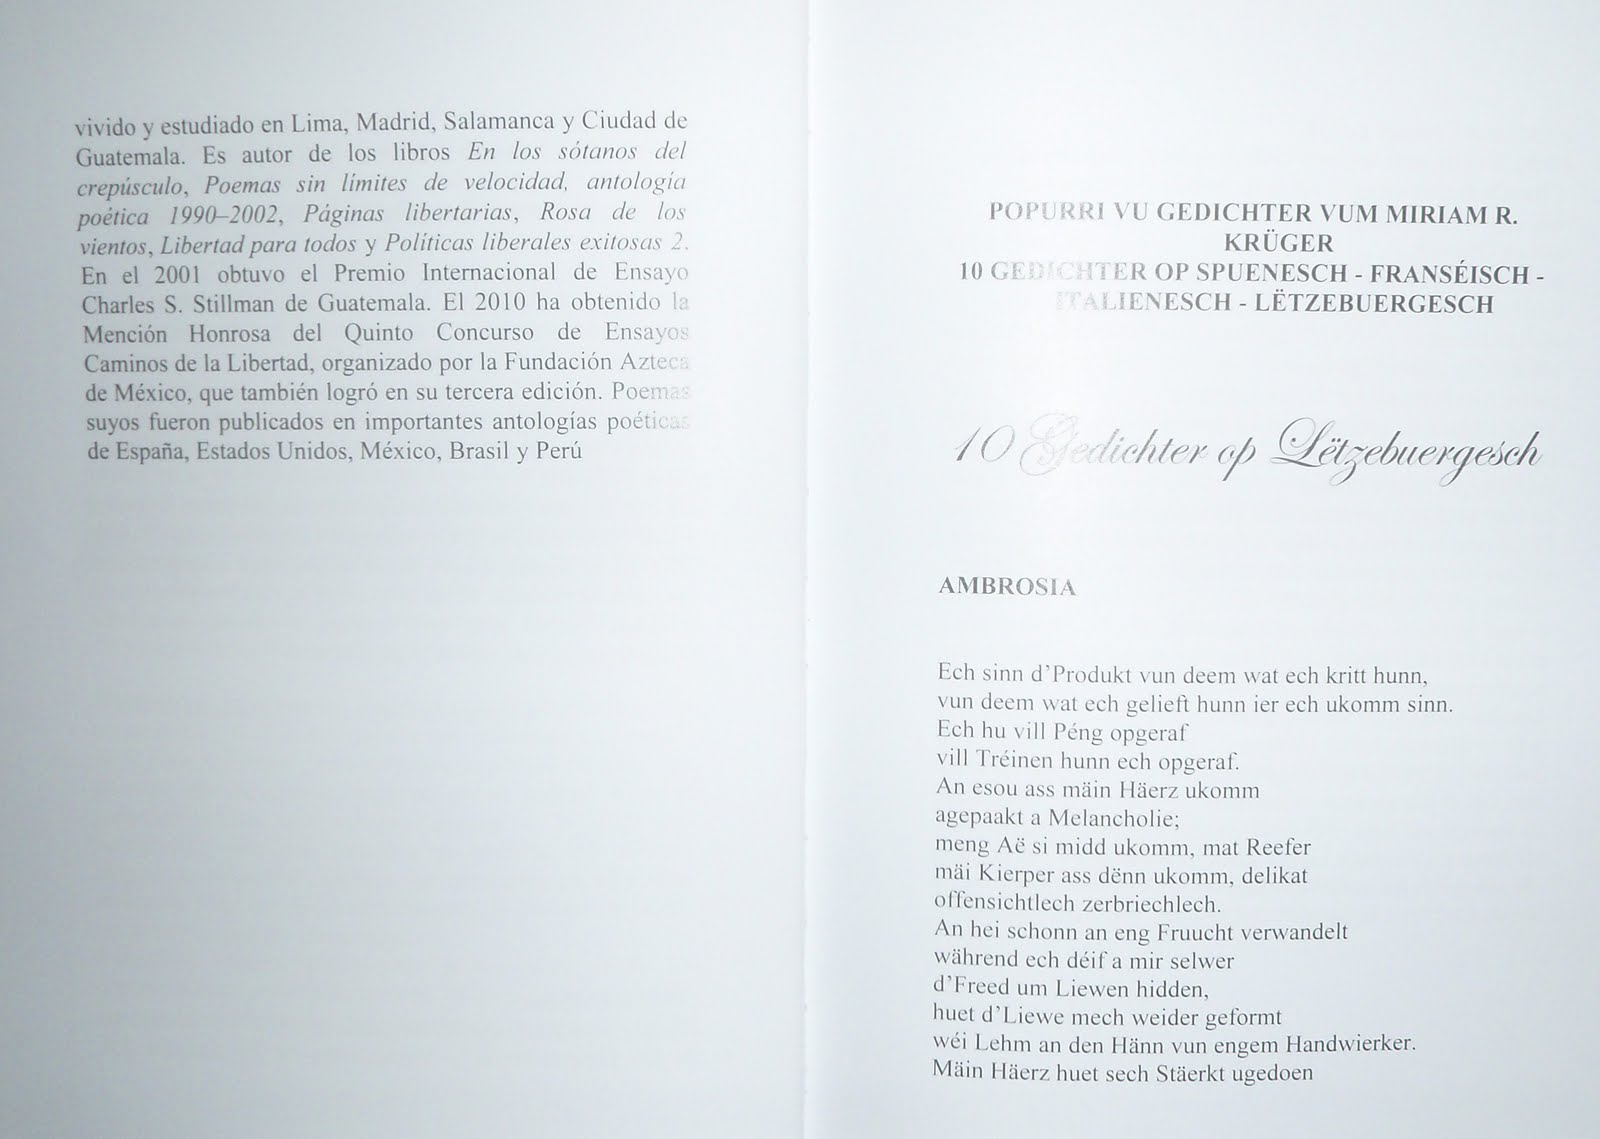 vivido y estudiado en Lima, Madrid, Salamanca y Ciudad de
Guatemala. Es autor de los libros En los sótanos del
crepúsculo, Poemas sin límites de velocidad, antología
poética 1990–2002, Páginas libertarias, Rosa de los
vientos, Libertad para todos y Políticas liberales exitosas 2.
En el 2001 obtuvo el Premio Internacional de Ensayo
Charles S. Stillman de Guatemala. El 2010 ha obtenido la
Mención Honrosa del Quinto Concurso de Ensayos
Caminos de la Libertad, organizado por la Fundación Azteca
de México, que también logró en su tercera edición. Poemas
suyos fueron publicados en importantes antologías poéticas
de España, Estados Unidos, México, Brasil y Perú
POPURRI VU GEDICHTER VUM MIRIAM R.
KRÜGER
10 GEDICHTER OP SPUENESCH - FRANSÉISCH -
ITALIENESCH - LËTZEBUERGESCH
10 Gedichter op Lëtzebuergesch
AMBROSIA
Ech sinn d’Produkt vun deem wat ech kritt hunn,
vun deem wat ech gelieft hunn ier ech ukomm sinn.
Ech hu vill Péng opgeraf
vill Tréinen hunn ech opgeraf.
An esou ass mäin Häerz ukomm
agepaakt a Melancholie;
meng Aë si midd ukomm, mat Reefer
mäi Kierper ass dënn ukomm, delikat
offensichtlech zerbriechlech.
An hei schonn an eng Fruucht verwandelt
während ech déif a mir selwer
d’Freed um Liewen hidden,
huet d’Liewe mech weider geformt
wéi Lehm an den Hänn vun engem Handwierker.
Mäin Häerz huet sech Stäerkt ugedoen